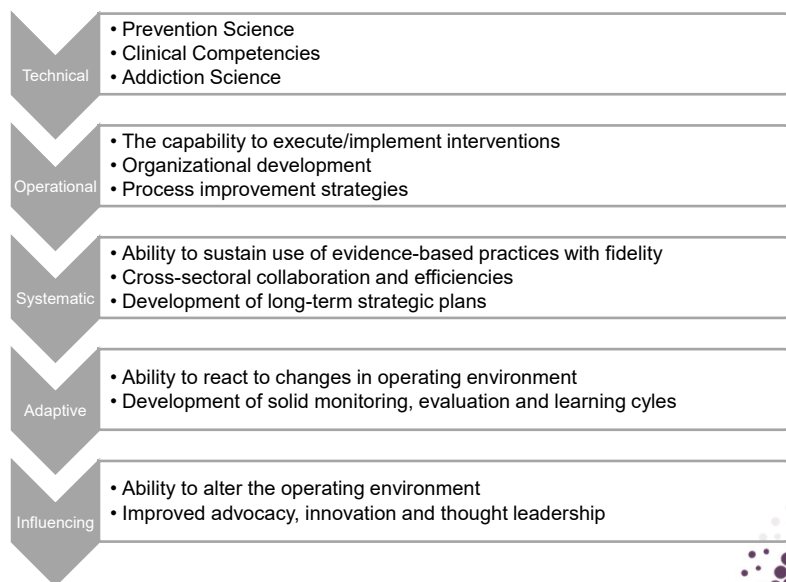 Technical
• Prevention Science
• Clinical Competencies
• Addiction Science
Operational
• The capability to execute/implement interventions
• Organizational development
• Process improvement strategies
Systematic
• Ability to sustain use of evidence-based practices with fidelity
• Cross-sectoral collaboration and efficiencies
• Development of long-term strategic plans
Adaptive
• Ability to react to changes in operating environment
• Development of solid monitoring, evaluation and learning cyles
Influencing
• Ability to alter the operating environment
• Improved advocacy, innovation and thought leadership